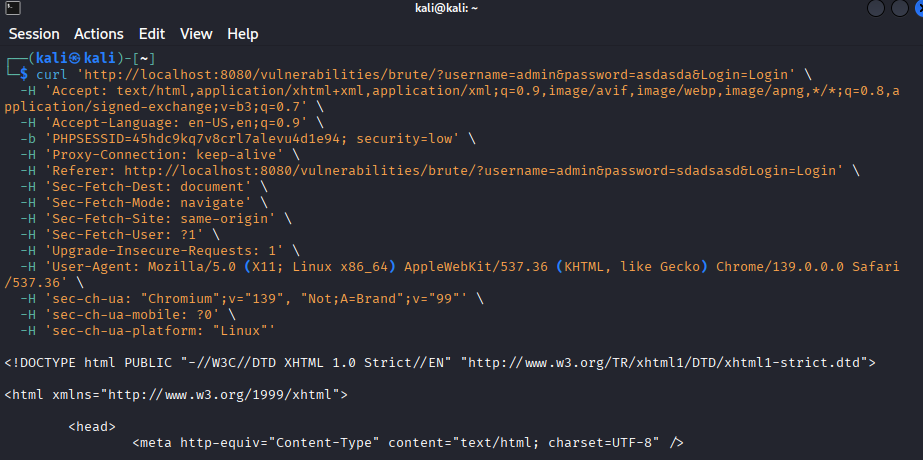 kali@kali: ~
Session Actions Edit View Help
┌──(kali㉿kali)-[~]
└─$ curl 'http://localhost:8080/vulnerabilities/brute/?username=admin&password=asdasda&Login=Login' \
-H 'Accept: text/html,application/xhtml+xml,application/xml;q=0.9,image/avif,image/webp,image/apng,*/*;q=0.8,a
pplication/signed-exchange;v=b3;q=0.7' \
-H 'Accept-Language: en-US,en;q=0.9' \
-b 'PHPSESSID=45hdc9kq7v8crl7alevu4d1e94; security=low' \
-H 'Proxy-Connection: keep-alive' \
-H 'Referer: http://localhost:8080/vulnerabilities/brute/?username=admin&password=sdadsasd&Login=Login' \
-H 'Sec-Fetch-Dest: document' \
-H 'Sec-Fetch-Mode: navigate' \
-H 'Sec-Fetch-Site: same-origin' \
-H 'Sec-Fetch-User: ?1' \
-H 'Upgrade-Insecure-Requests: 1' \
-H 'User-Agent: Mozilla/5.0 (X11; Linux x86_64) AppleWebKit/537.36 (KHTML, like Gecko) Chrome/139.0.0.0 Safari
/537.36' \
-H 'sec-ch-ua: "Chromium";v="139", "Not;A=Brand";v="99"' \
-H 'sec-ch-ua-mobile: ?0' \
-H 'sec-ch-ua-platform: "Linux"'
<!DOCTYPE html PUBLIC "-//W3C//DTD XHTML 1.0 Strict//EN" "http://www.w3.org/TR/xhtml1/DTD/xhtml1-strict.dtd">
<html xmlns="http://www.w3.org/1999/xhtml">
<head>
<meta http-equiv="Content-Type" content="text/html; charset=UTF-8" />